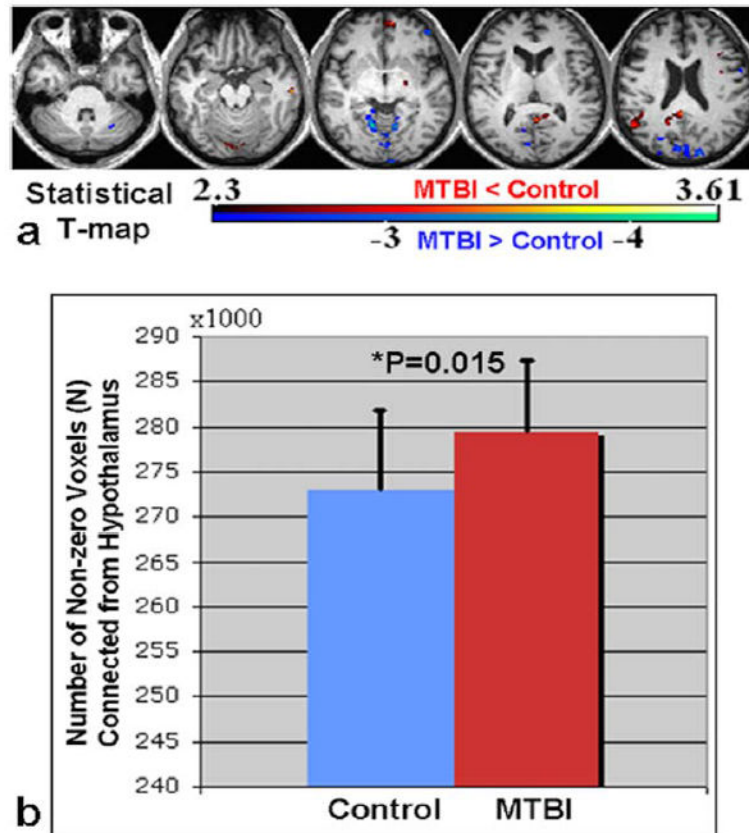 2.3 MTBI < Control 3.61
Statistical
T-map
-3 MTBI > Control -4
a
x1000
290
285
280
275
270
265
260
255
250
245
240
*P=0.015
Number of Non-zero Voxels (N)
Connected from Hypothalamus
Control MTBI
b